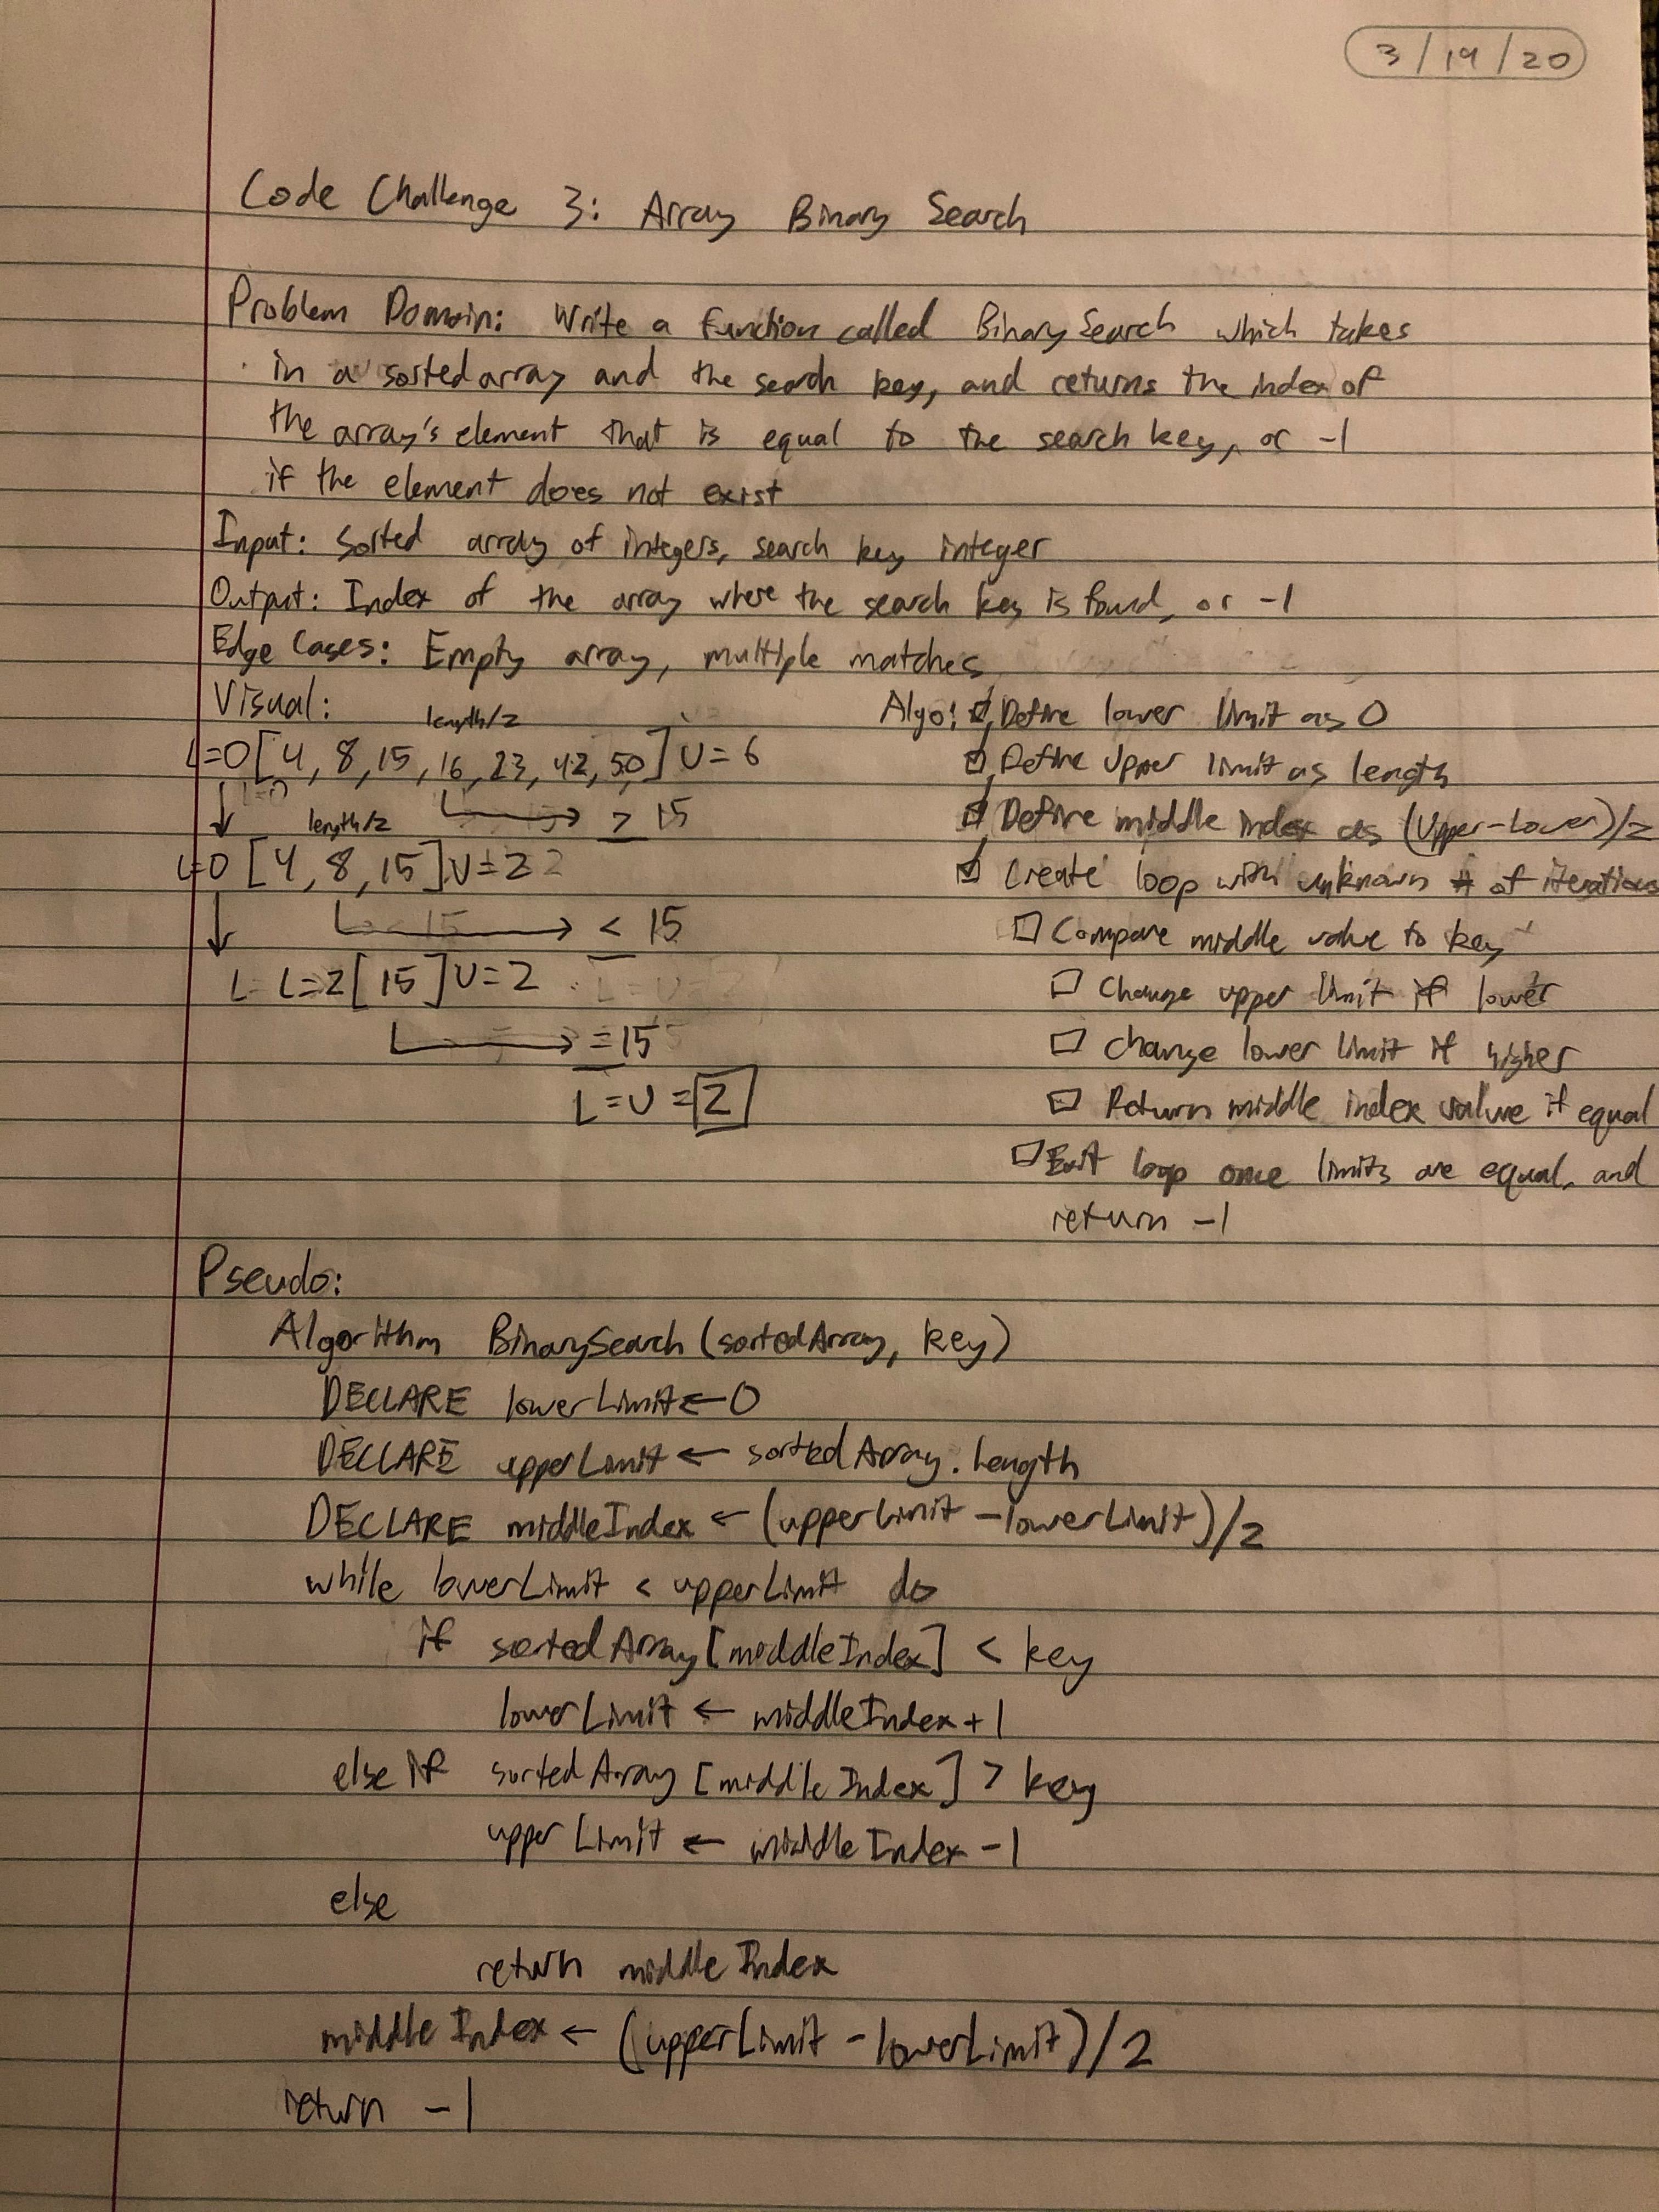 3/19/20
Code Challenge 3: Array Binary Search
Problem Domain: Write a function called BinarySearch which takes
in a sorted array and the search key, and returns the index of
the array's element that is equal to the search key, or -1
if the element does not exist
Input: Sorted array of integers, search key integer
Output: Index of the array where the search key is found, or -1
Edge Cases: Empty array, multiple matches
Visual:
length/2
L=0 [4, 8, 15, 16, 23, 42, 50] U=6
> 15
length/2
L=0 [4, 8, 15] U=2
< 15
L=2 [15] U=2
=15
L=U=2
Algo: Define lower limit as 0
Define upper limit as length
Define middle index as (Upper-Lower)/2
Create loop with unknown # of iterations
Compare middle value to key
Change upper limit if lower
Change lower limit if higher
Return middle index value if equal
Exit loop once limits are equal, and
return -1
Pseudo:
Algorithm BinarySearch (sortedArray, key)
DECLARE lowerLimit ← 0
DECLARE upperLimit ← sortedArray.Length
DECLARE middleIndex ← (upperLimit - lowerLimit)/2
while lowerLimit < upperLimit do
if sortedArray[middleIndex] < key
lowerLimit ← middleIndex+1
else if sortedArray[middleIndex] > key
upperLimit ← middleIndex-1
else
return middleIndex
middleIndex ← (upperLimit - lowerLimit)/2
return -1